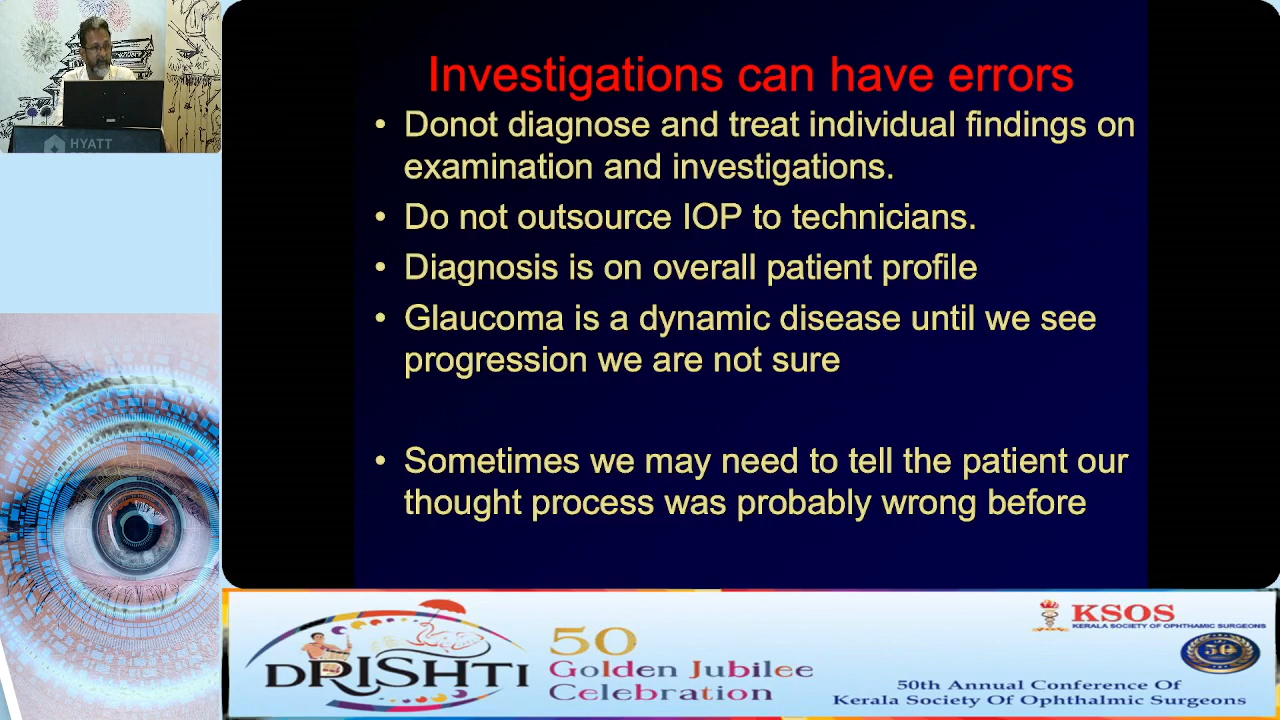 HYATT
Investigations can have errors
• Donot diagnose and treat individual findings on
examination and investigations.
• Do not outsource IOP to technicians.
• Diagnosis is on overall patient profile
• Glaucoma is a dynamic disease until we see
progression we are not sure
• Sometimes we may need to tell the patient our
thought process was probably wrong before
DRISHTI
50
Golden Jubilee
Celebration
KSOS
KERALA SOCIETY OF OPHTHAMIC SURGEONS
50
50th Annual Conference Of
Kerala Society Of Ophthalmic Surgeons